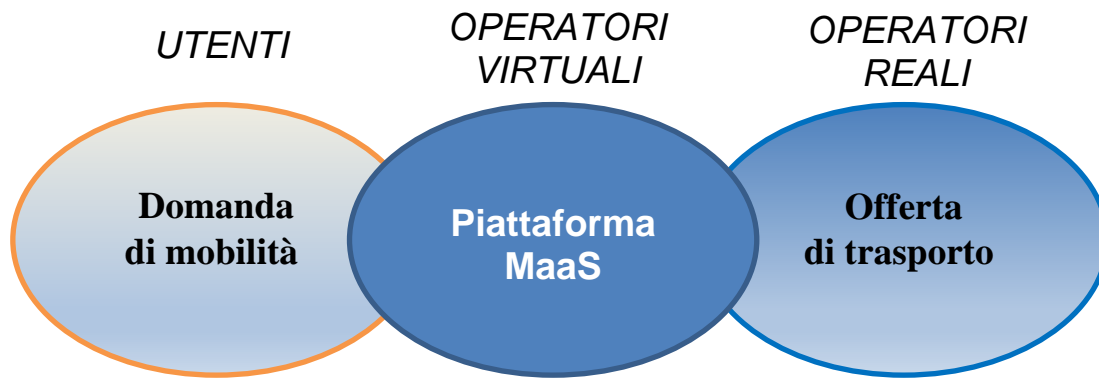 UTENTI
OPERATORI
VIRTUALI
OPERATORI
REALI
Domanda
di mobilità
Piattaforma
MaaS
Offerta
di trasporto